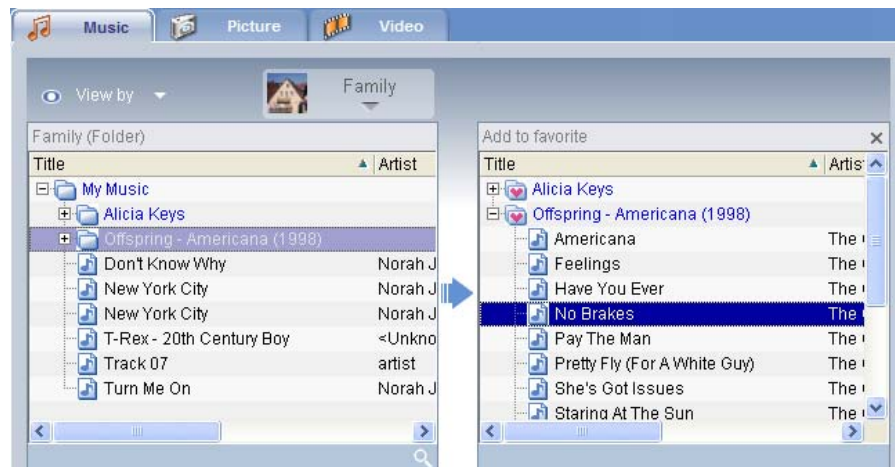 Music Picture Video
View by Family
Family (Folder)
Title Artist
My Music
Alicia Keys
Offspring - Americana (1998)
Don't Know Why Norah J
New York City Norah J
New York City Norah J
T-Rex - 20th Century Boy <Unkno
Track 07 artist
Turn Me On Norah J
Add to favorite
Title Artis
Alicia Keys
Offspring - Americana (1998)
Americana The
Feelings The
Have You Ever The
No Brakes The
Pay The Man The
Pretty Fly (For A White Guy) The
She's Got Issues The
Staring At The Sun The